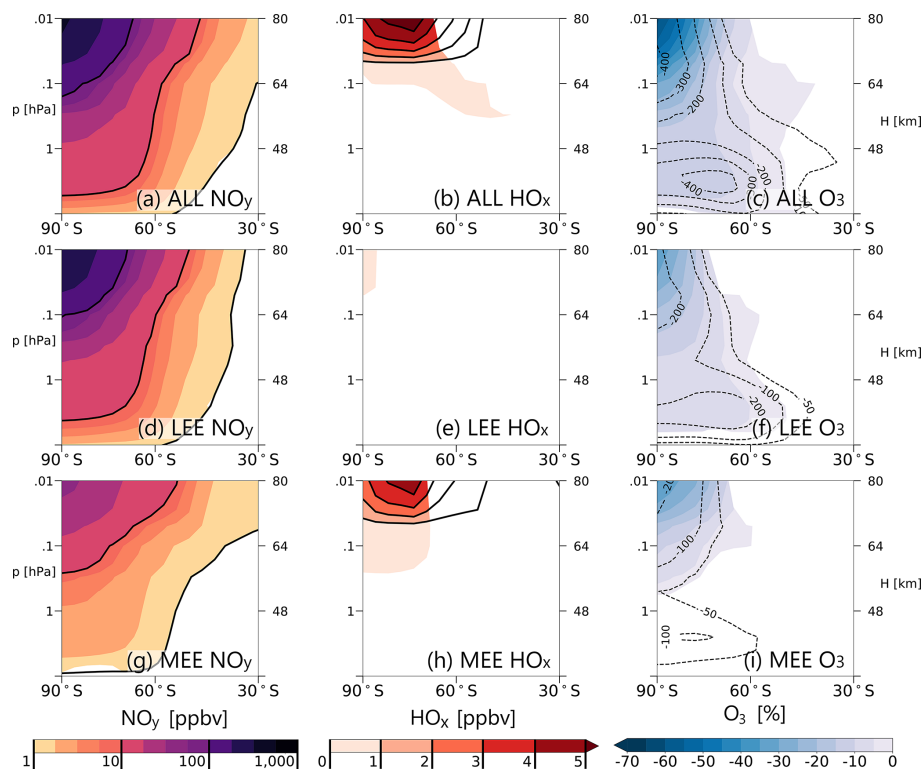 .01 80 .01 80 .01 80
.1 64 .1 64 .1 64
p [hPa] H [km]
1 48 1 48 1 48
-400 -300 -200 -200 -300 -400 -50
(a) ALL NOy (b) ALL HOx (c) ALL O3
90°S 60°S 30°S 90°S 60°S 30°S 90°S 60°S 30°S
.01 80 .01 80 .01 80
.1 64 .1 64 .1 64
p [hPa] H [km]
1 48 1 48 1 48
-200 -100 -50 -200
(d) LEE NOy (e) LEE HOx (f) LEE O3
90°S 60°S 30°S 90°S 60°S 30°S 90°S 60°S 30°S
.01 80 .01 80 .01 80
.1 64 .1 64 .1 64
p [hPa] H [km]
1 48 1 48 1 48
-100 -50 -100
(g) MEE NOy (h) MEE HOx (i) MEE O3
90°S 60°S 30°S 90°S 60°S 30°S 90°S 60°S 30°S
NOy [ppbv] HOx [ppbv] O3 [%]
1 10 100 1,000 0 1 2 3 4 5 -70 -60 -50 -40 -30 -20 -10 0